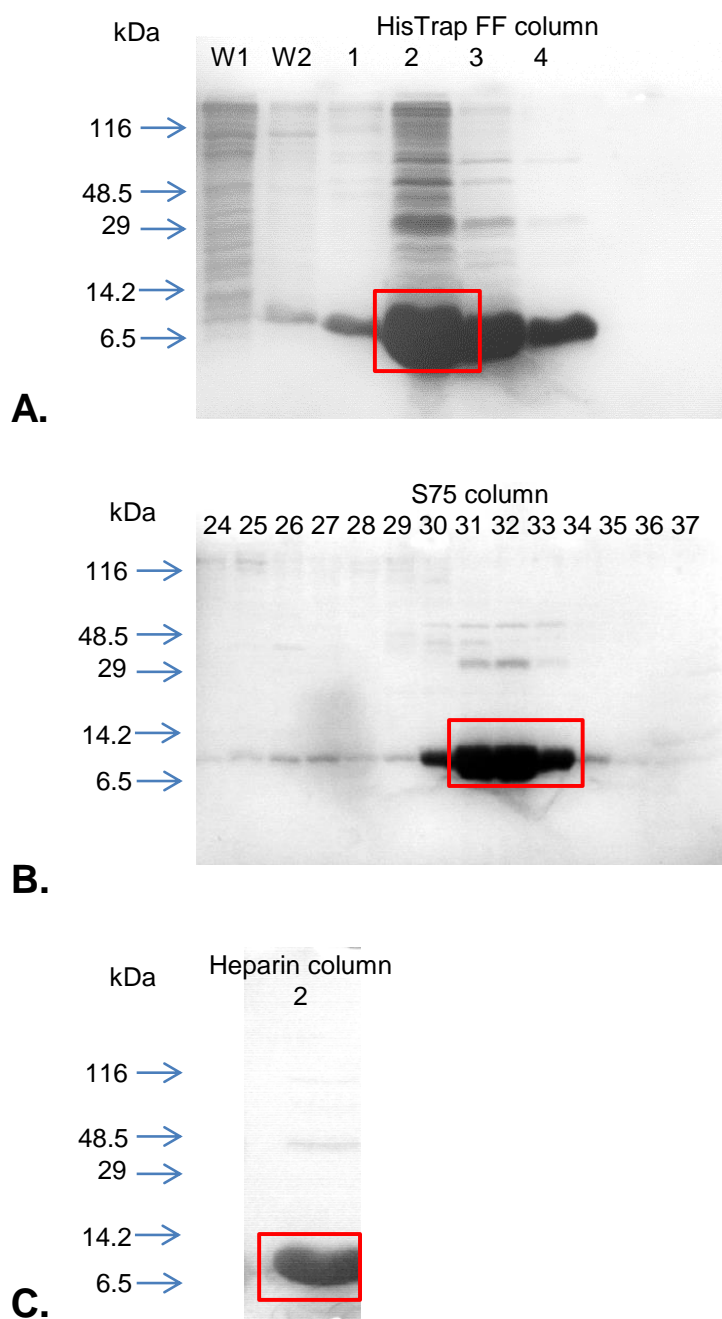 HisTrap FF column
kDa
W1 W2 1 2 3 4
116
48.5
29
14.2
6.5
A.
S75 column
kDa
24 25 26 27 28 29 30 31 32 33 34 35 36 37
116
48.5
29
14.2
6.5
B.
Heparin column
kDa
2
116
48.5
29
14.2
6.5
C.